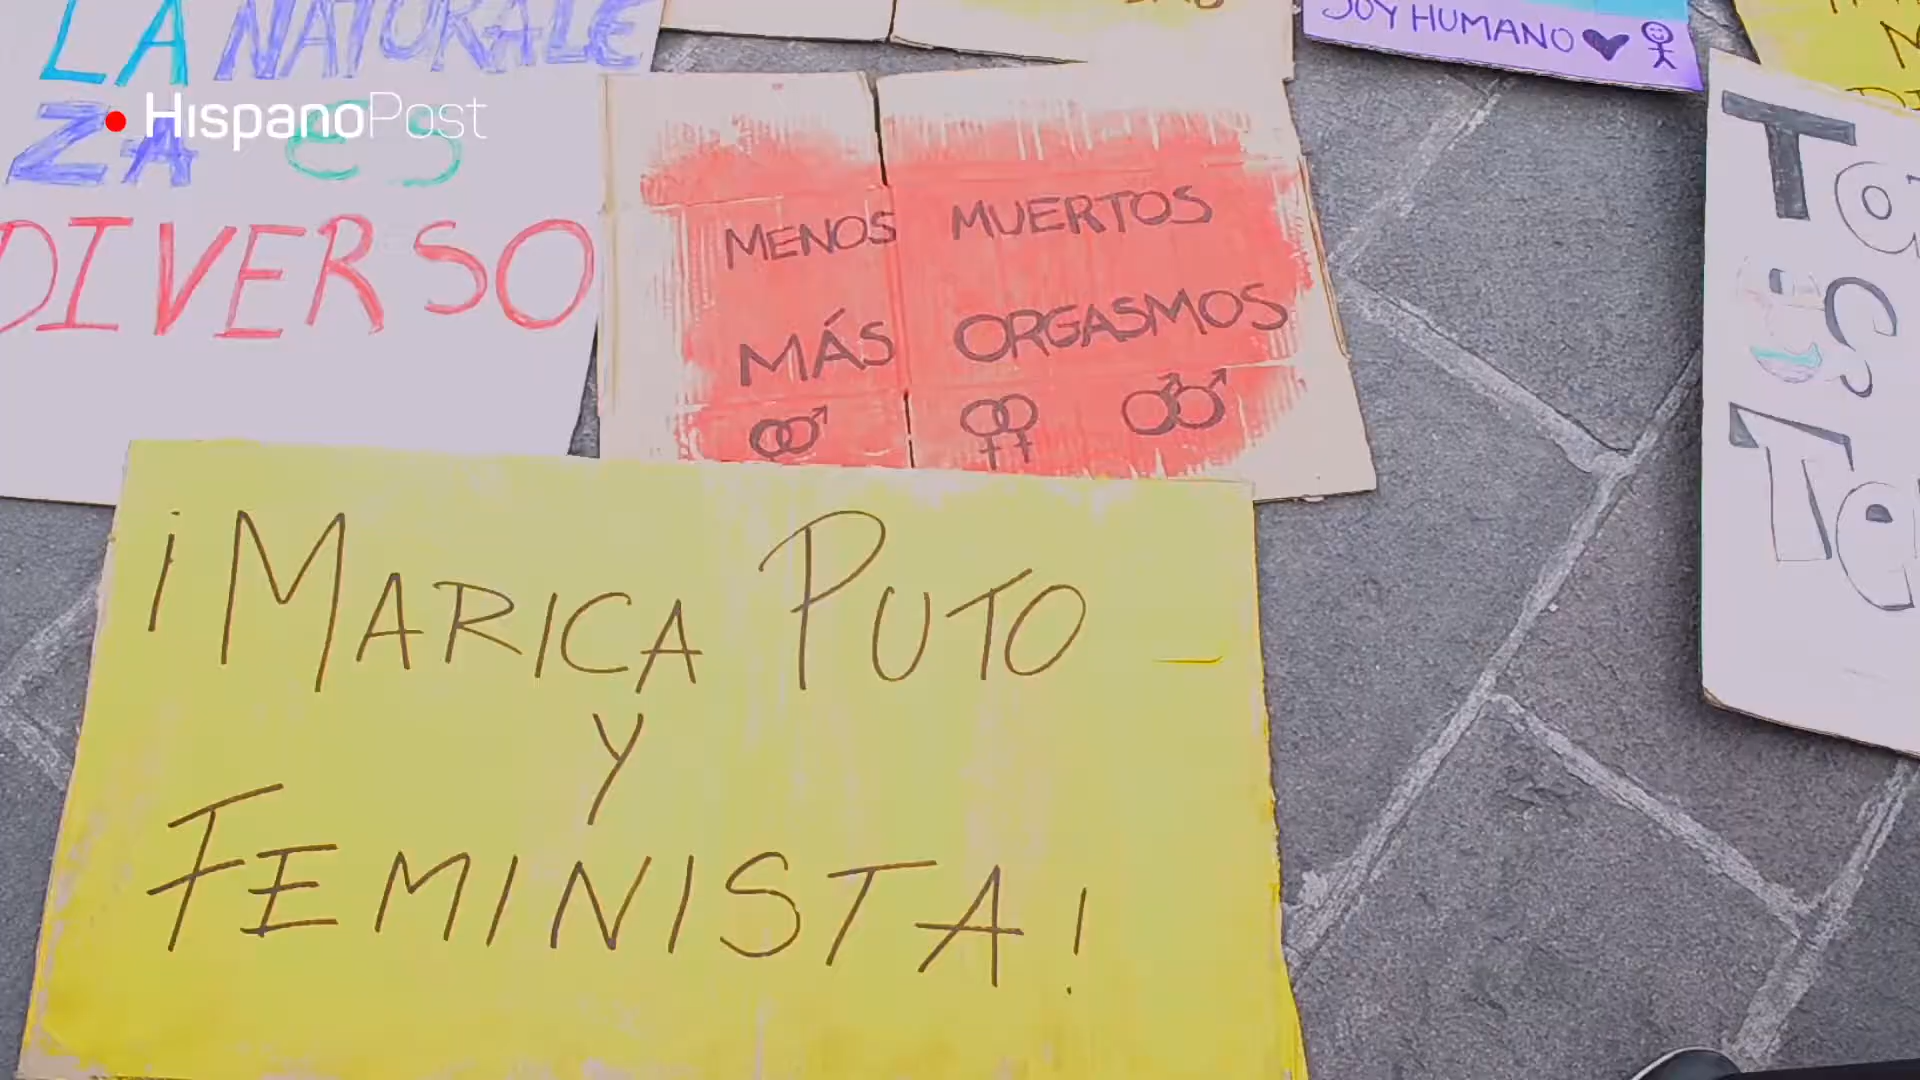 LA NATURALE
ZA es
DIVERSO
HispanoPost
MENOS MUERTOS
MÁS ORGASMOS
¡MARICA PUTO
Y
FEMINISTA!
SOY HUMANO